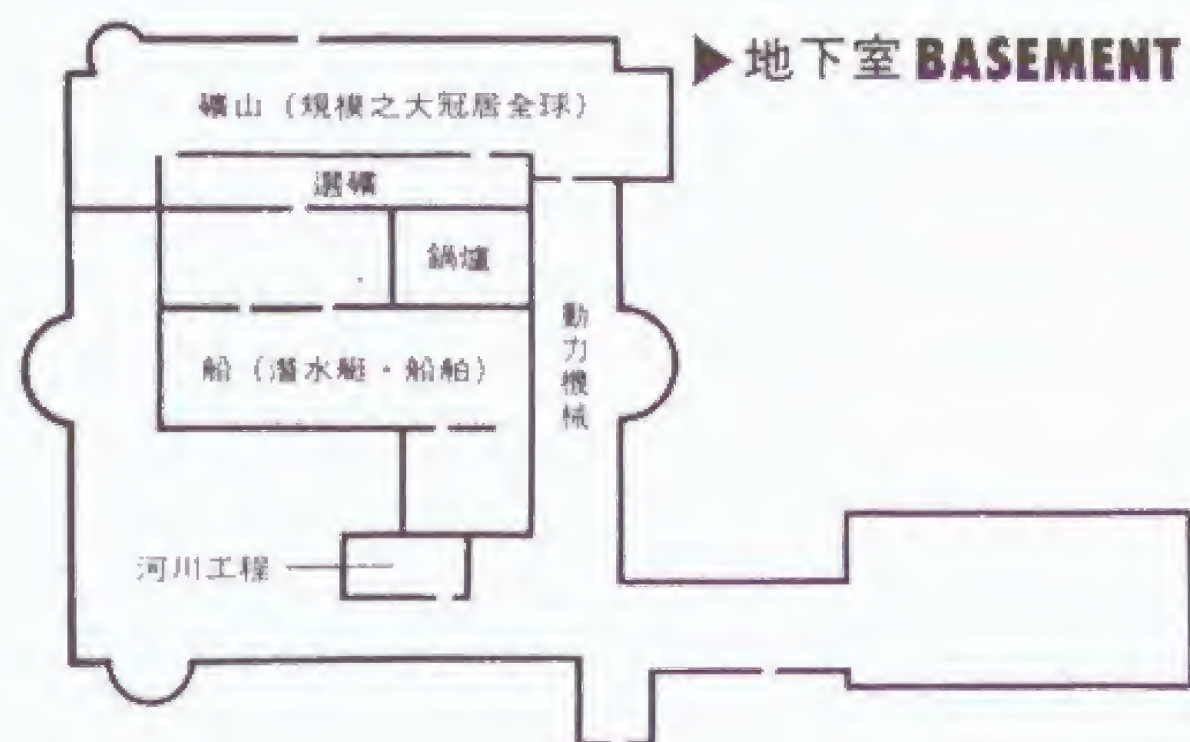 ▶地下室 BASEMENT
礦山（規模之大冠居全球）
選礦
鍋爐
動力機械
船（潛水艇・船舶）
河川工程